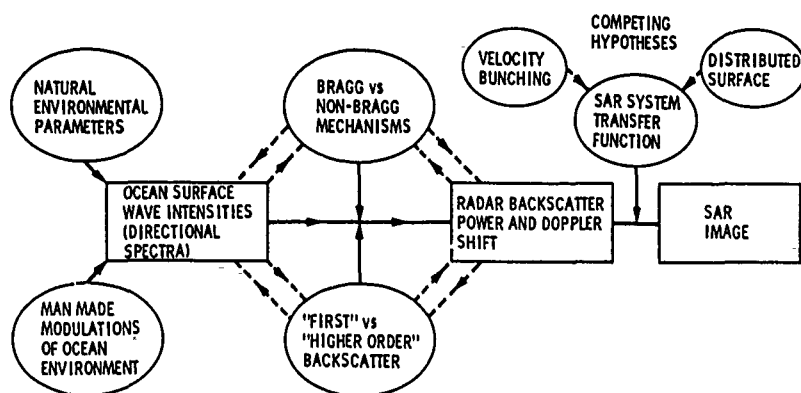 COMPETING
HYPOTHESES
VELOCITY
BUNCHING
DISTRIBUTED
SURFACE
NATURAL
ENVIRONMENTAL
PARAMETERS
BRAGG vs
NON-BRAGG
MECHANISMS
SAR SYSTEM
TRANSFER
FUNCTION
OCEAN SURFACE
WAVE INTENSITIES
(DIRECTIONAL
SPECTRA)
RADAR BACKSCATTER
POWER AND DOPPLER
SHIFT
SAR
IMAGE
MAN MADE
MODULATIONS
OF OCEAN
ENVIRONMENT
"FIRST" vs
"HIGHER ORDER"
BACKSCATTER